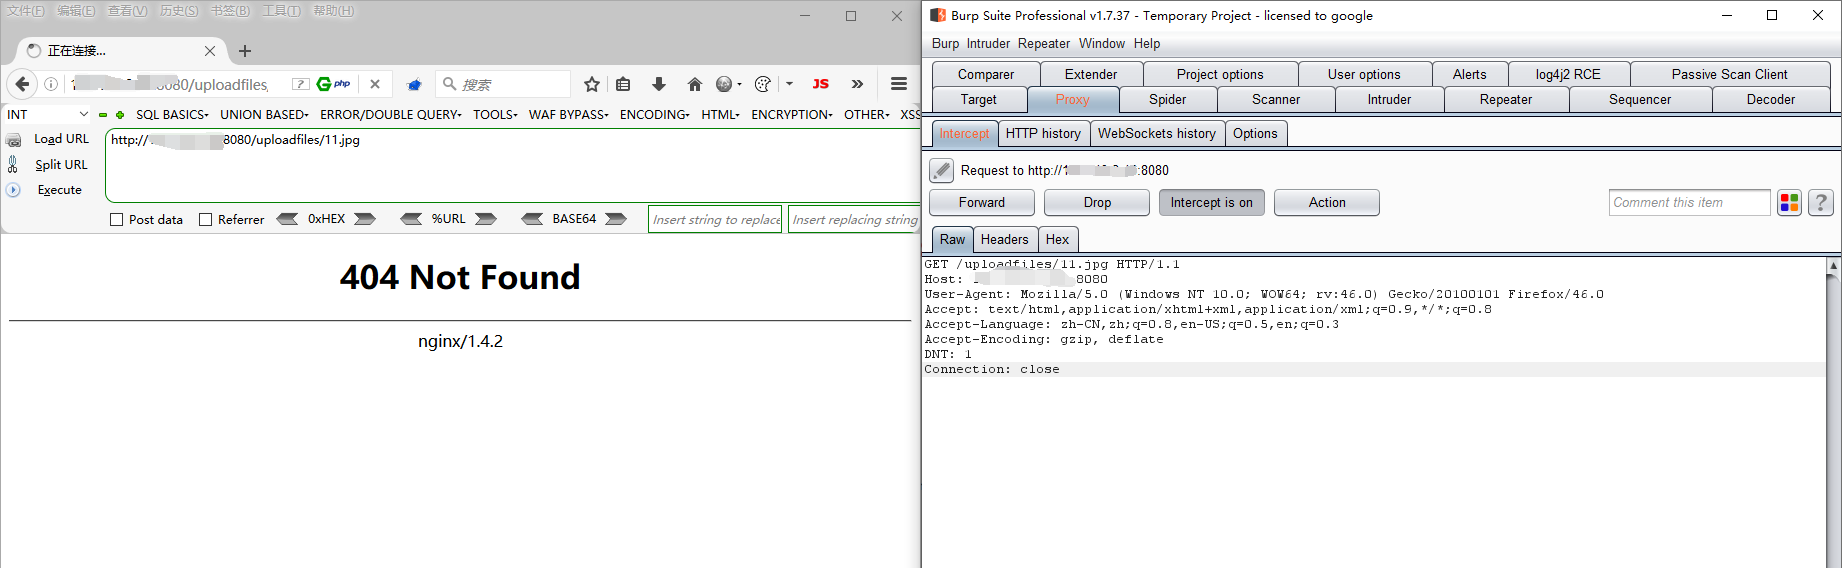 文件(F) 编辑(E) 查看(V) 历史(S) 书签(B) 工具(T) 帮助(H)
正在连接...
8080/uploadfiles
php
搜索
JS
INT
SQL BASICS UNION BASED ERROR/DOUBLE QUERY TOOLS WAF BYPASS ENCODING HTML ENCRYPTION OTHER XSS
Load URL
Split URL
Execute
http:// 8080/uploadfiles/11.jpg
Post data Referrer 0xHEX %URL BASE64 Insert string to replace Insert replacing string
404 Not Found
nginx/1.4.2
Burp Suite Professional v1.7.37 - Temporary Project - licensed to google
Burp Intruder Repeater Window Help
Comparer Extender Project options User options Alerts log4j2 RCE Passive Scan Client
Target Proxy Spider Scanner Intruder Repeater Sequencer Decoder
Intercept HTTP history WebSockets history Options
Request to http:// :8080
Forward Drop Intercept is on Action Comment this item ?
Raw Headers Hex
GET /uploadfiles/11.jpg HTTP/1.1
Host: 8080
User-Agent: Mozilla/5.0 (Windows NT 10.0; WOW64; rv:46.0) Gecko/20100101 Firefox/46.0
Accept: text/html,application/xhtml+xml,application/xml;q=0.9,*/*;q=0.8
Accept-Language: zh-CN,zh;q=0.8,en-US;q=0.5,en;q=0.3
Accept-Encoding: gzip, deflate
DNT: 1
Connection: close